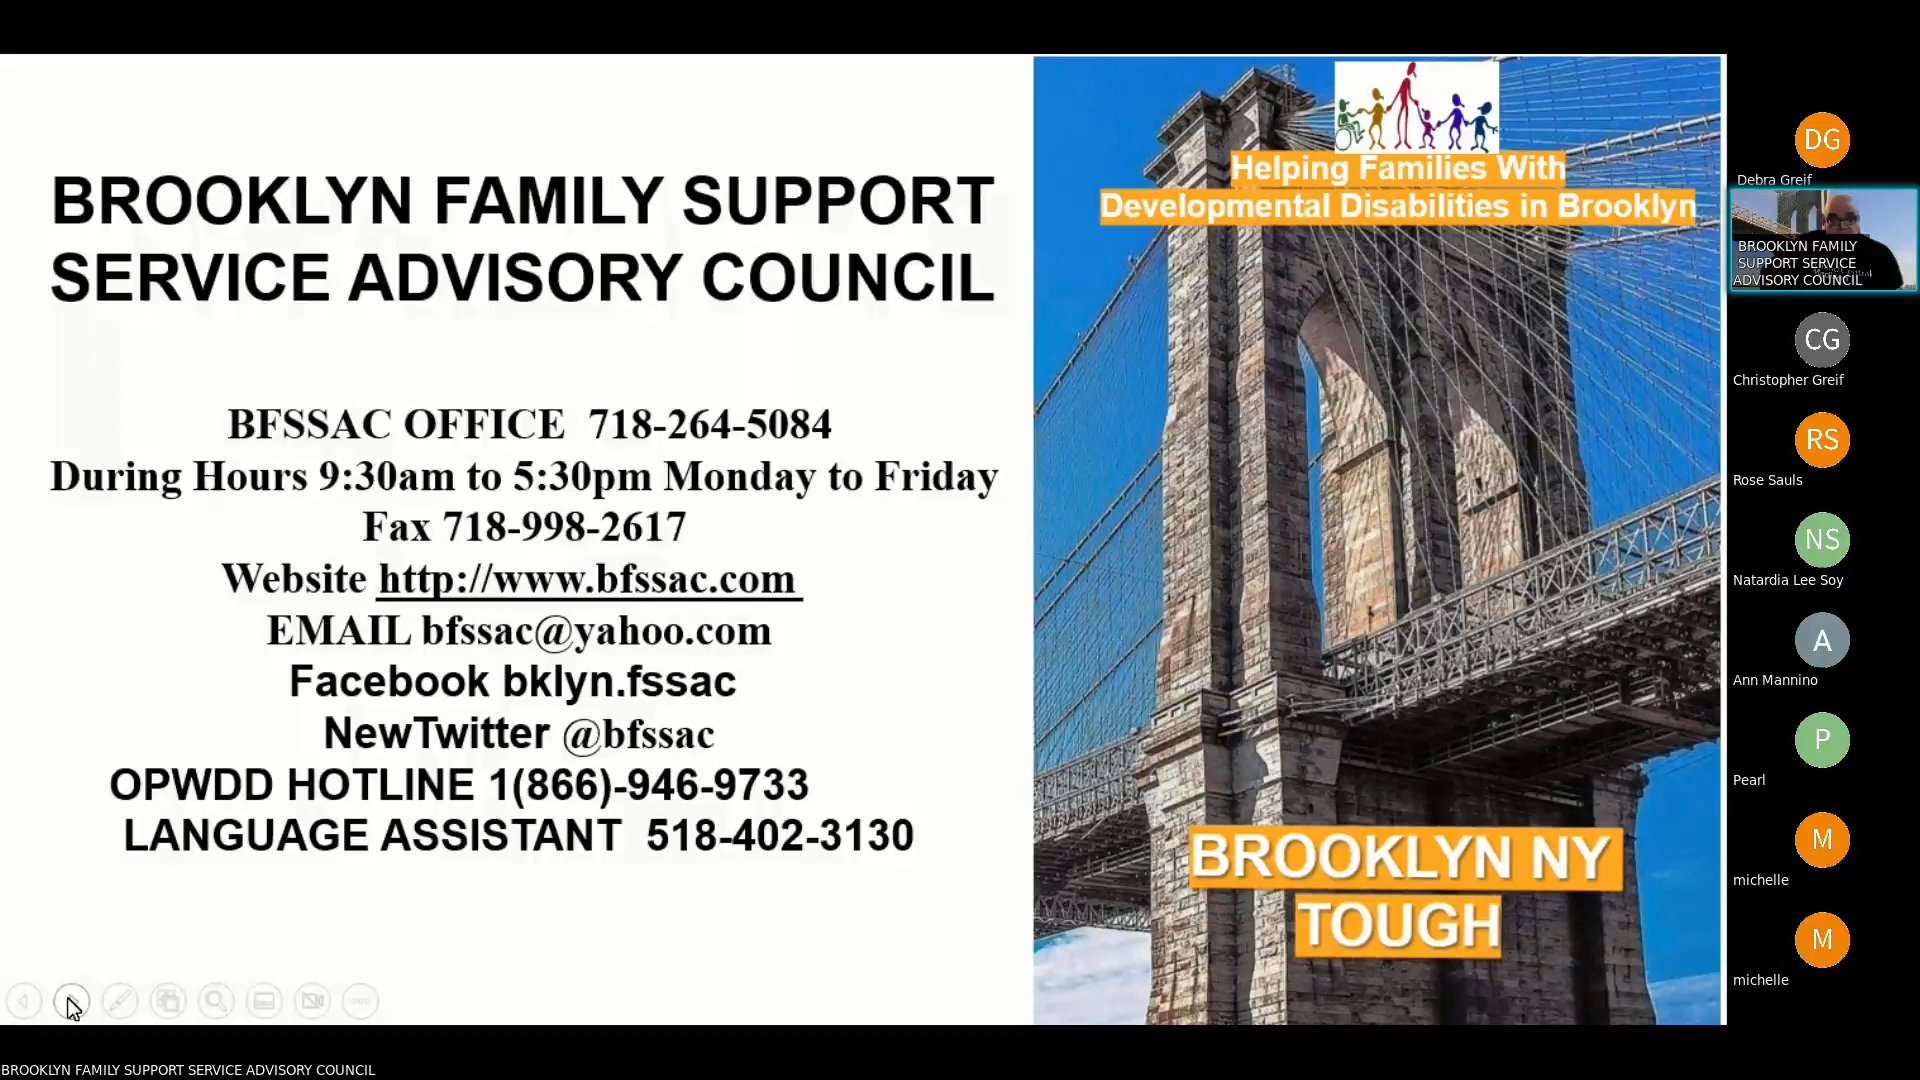 BROOKLYN FAMILY SUPPORT
SERVICE ADVISORY COUNCIL
BFSSAC OFFICE 718-264-5084
During Hours 9:30am to 5:30pm Monday to Friday
Fax 718-998-2617
Website http://www.bfssac.com
EMAIL bfssac@yahoo.com
Facebook bklyn.fssac
NewTwitter @bfssac
OPWDD HOTLINE 1(866)-946-9733
LANGUAGE ASSISTANT 518-402-3130
Helping Families With
Developmental Disabilities in Brooklyn
BROOKLYN NY
TOUGH
DG
Debra Greif
BROOKLYN FAMILY
SUPPORT SERVICE
ADVISORY COUNCIL
CG
Christopher Greif
RS
Rose Sauls
NS
Natardia Lee Soy
A
Ann Mannino
P
Pearl
M
michelle
M
michelle
BROOKLYN FAMILY SUPPORT SERVICE ADVISORY COUNCIL